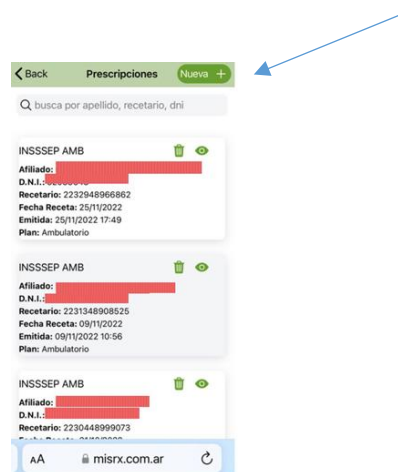 Back Prescripciones Nueva +
busca por apellido, recetario, dni
INSSSEP AMB
Afiliado:
D.N.I.:
Recetario: 2232948966862
Fecha Receta: 25/11/2022
Emitida: 25/11/2022 17:49
Plan: Ambulatorio
INSSSEP AMB
Afiliado:
D.N.I.:
Recetario: 2231348908525
Fecha Receta: 09/11/2022
Emitida: 09/11/2022 10:56
Plan: Ambulatorio
INSSSEP AMB
Afiliado:
D.N.I.:
Recetario: 2230448999073
AA misrx.com.ar